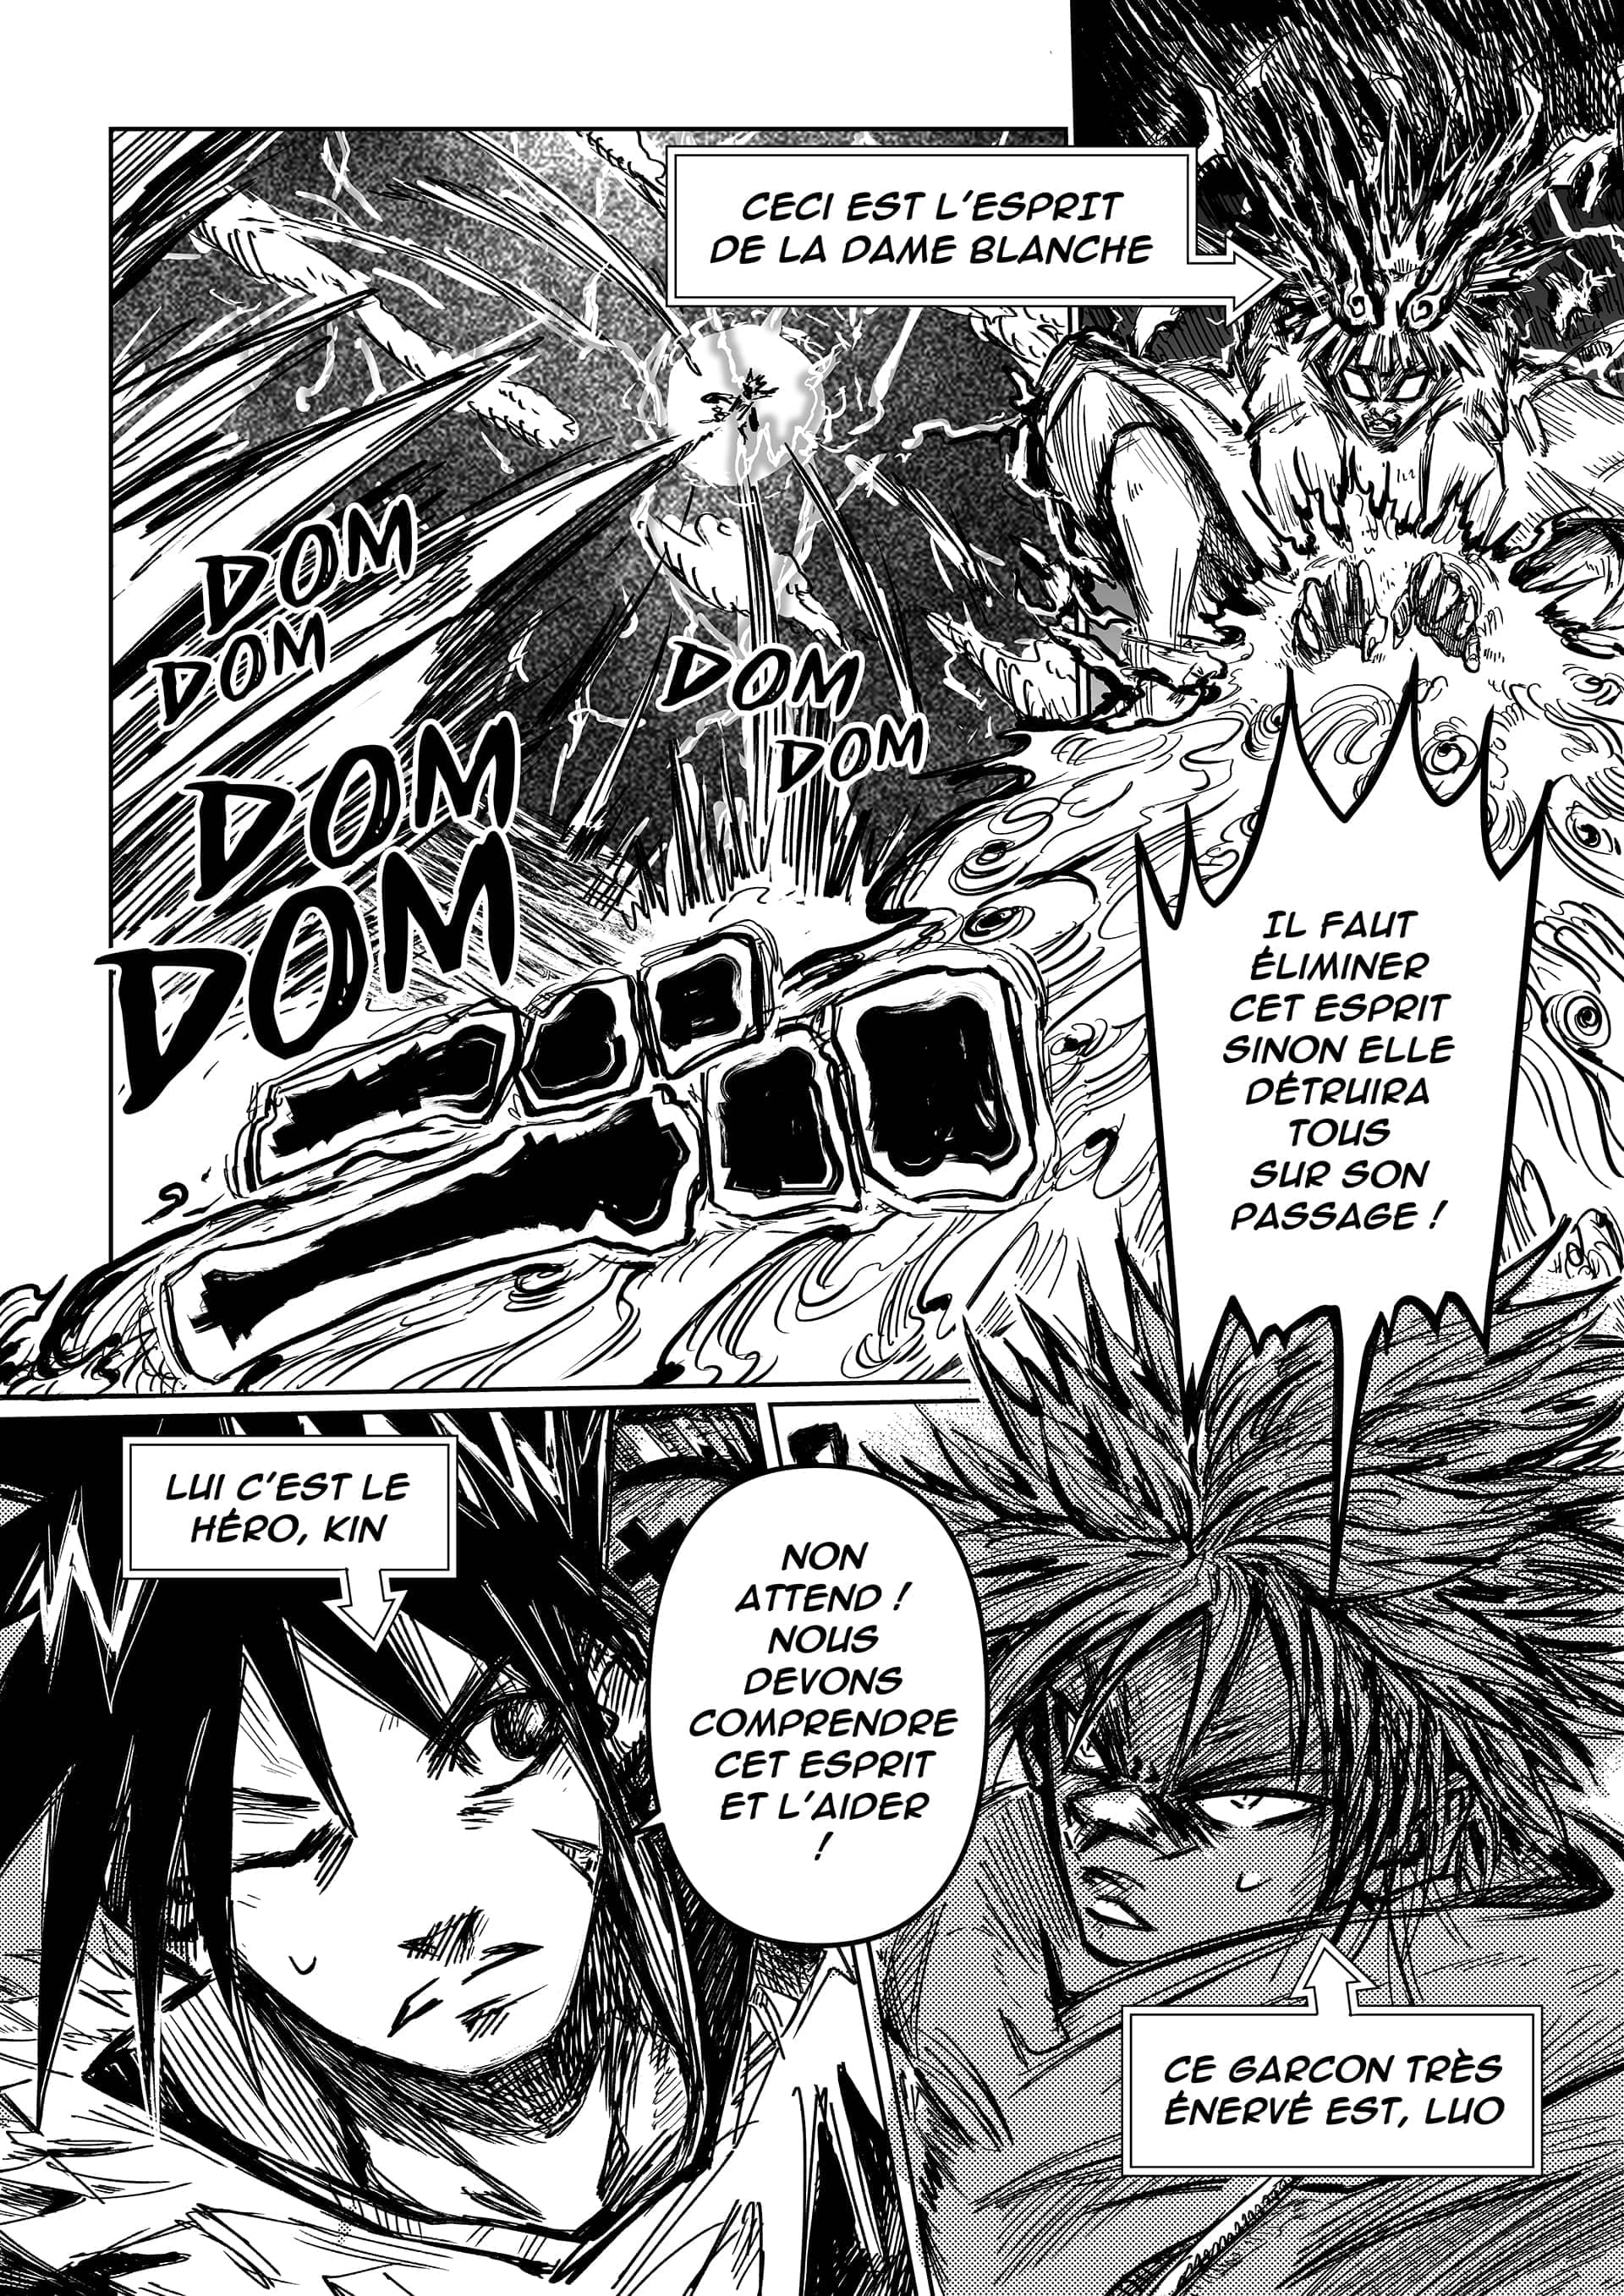 CECI EST L'ESPRIT
DE LA DAME BLANCHE
DOM
DOM
DOM
DOM
DOM
DOM
IL FAUT
ÉLIMINER
CET ESPRIT
SINON ELLE
DÉTRUIRA
TOUS
SUR SON
PASSAGE !
LUI C'EST LE
HÉRO, KIN
NON
ATTEND !
NOUS
DEVONS
COMPRENDRE
CET ESPRIT
ET L'AIDER
!
CE GARCON TRÈS
ÉNERVÉ EST, LUO